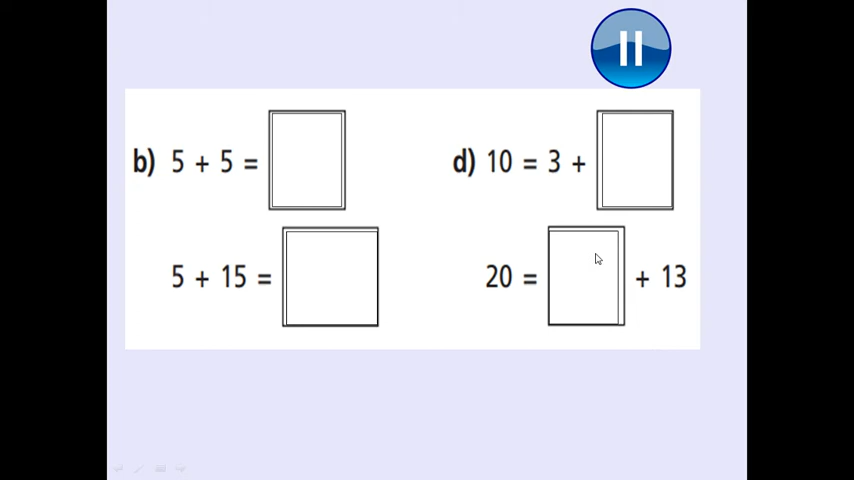 b) 5 + 5 =
5 + 15 =
d) 10 = 3 +
20 = + 13